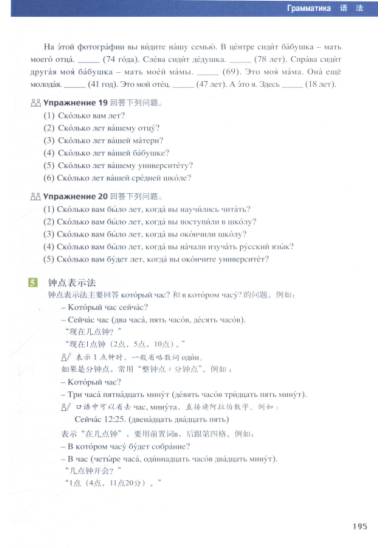 Грамматика 语 法
На э́той фотогра́фии вы ви́дите на́шу семью́. В це́нтре сиди́т ба́бушка – мать
моего́ отца́. _____ (74 го́да). Сле́ва сиди́т де́душка. _____ (78 лет). Спра́ва сиди́т
друга́я моя́ ба́бушка – мать мое́й ма́мы. _____ (69). Это моя́ ма́ма. Она́ ещё
молода́я. _____ (41 год). Это мой оте́ц. _____ (47 лет). А э́то я. Здесь _____ (18 лет).
Упражне́ние 19 回答下列问题。
(1) Ско́лько вам лет?
(2) Ско́лько лет ва́шему отцу́?
(3) Ско́лько лет ва́шей ма́тери?
(4) Ско́лько лет ва́шей ба́бушке?
(5) Ско́лько лет ва́шему университе́ту?
(6) Ско́лько лет ва́шей сре́дней шко́ле?
Упражне́ние 20 回答下列问题。
(1) Ско́лько вам бы́ло лет, когда́ вы научи́лись чита́ть?
(2) Ско́лько вам бы́ло лет, когда́ вы поступи́ли в шко́лу?
(3) Ско́лько вам бы́ло лет, когда́ вы око́нчили шко́лу?
(4) Ско́лько вам бы́ло лет, когда́ вы на́чали изуча́ть ру́сский язы́к?
(5) Ско́лько вам бу́дет лет, когда́ вы око́нчите университе́т?
5 钟点表示法
钟点表示法主要回答 кото́рый час? 和 в кото́ром часу́? 的问题。例如:
– Кото́рый час сейча́с?
– Сейча́с час (два часа́, пять часо́в, де́сять часо́в).
“现在几点钟?”
“现在1点钟(2点,5点,10点)。”
表示 1 点钟时,一般省略数词 оди́н.
如果是分钟点,常用“整钟点+分钟点”。例如:
– Кото́рый час?
– Три часа́ пятна́дцать мину́т (де́вять часо́в три́дцать пять мину́т).
口语中可以省去 час, мину́та, 直接读阿拉伯数字。例如:
Сейча́с 12:25. (двена́дцать два́дцать пять)
表示“在几点钟”,要用前置词в, 后跟第四格。例如:
– В кото́ром часу́ бу́дет собра́ние?
– В час (четы́ре часа́, оди́ннадцать часо́в два́дцать мину́т).
“几点钟开会?”
“1点(4点,11点20分)。”
195